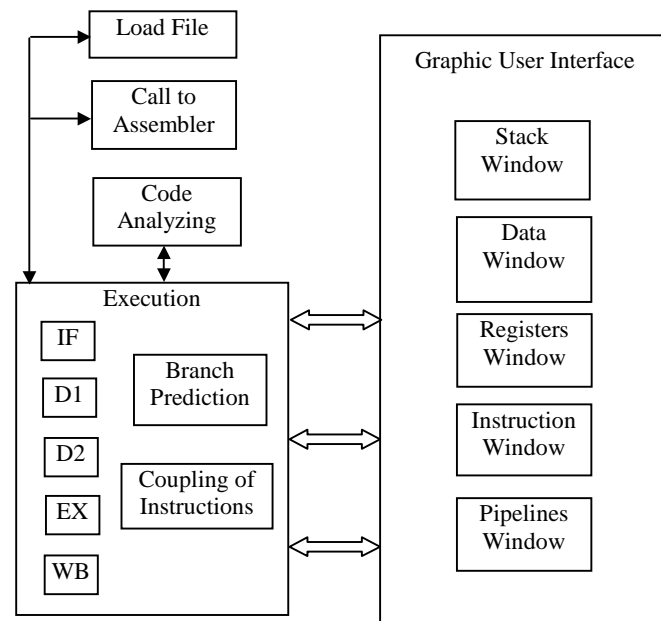 Load File
Call to
Assembler
Code
Analyzing
Execution
IF
D1
D2
EX
WB
Branch
Prediction
Coupling of
Instructions
Graphic User Interface
Stack
Window
Data
Window
Registers
Window
Instruction
Window
Pipelines
Window